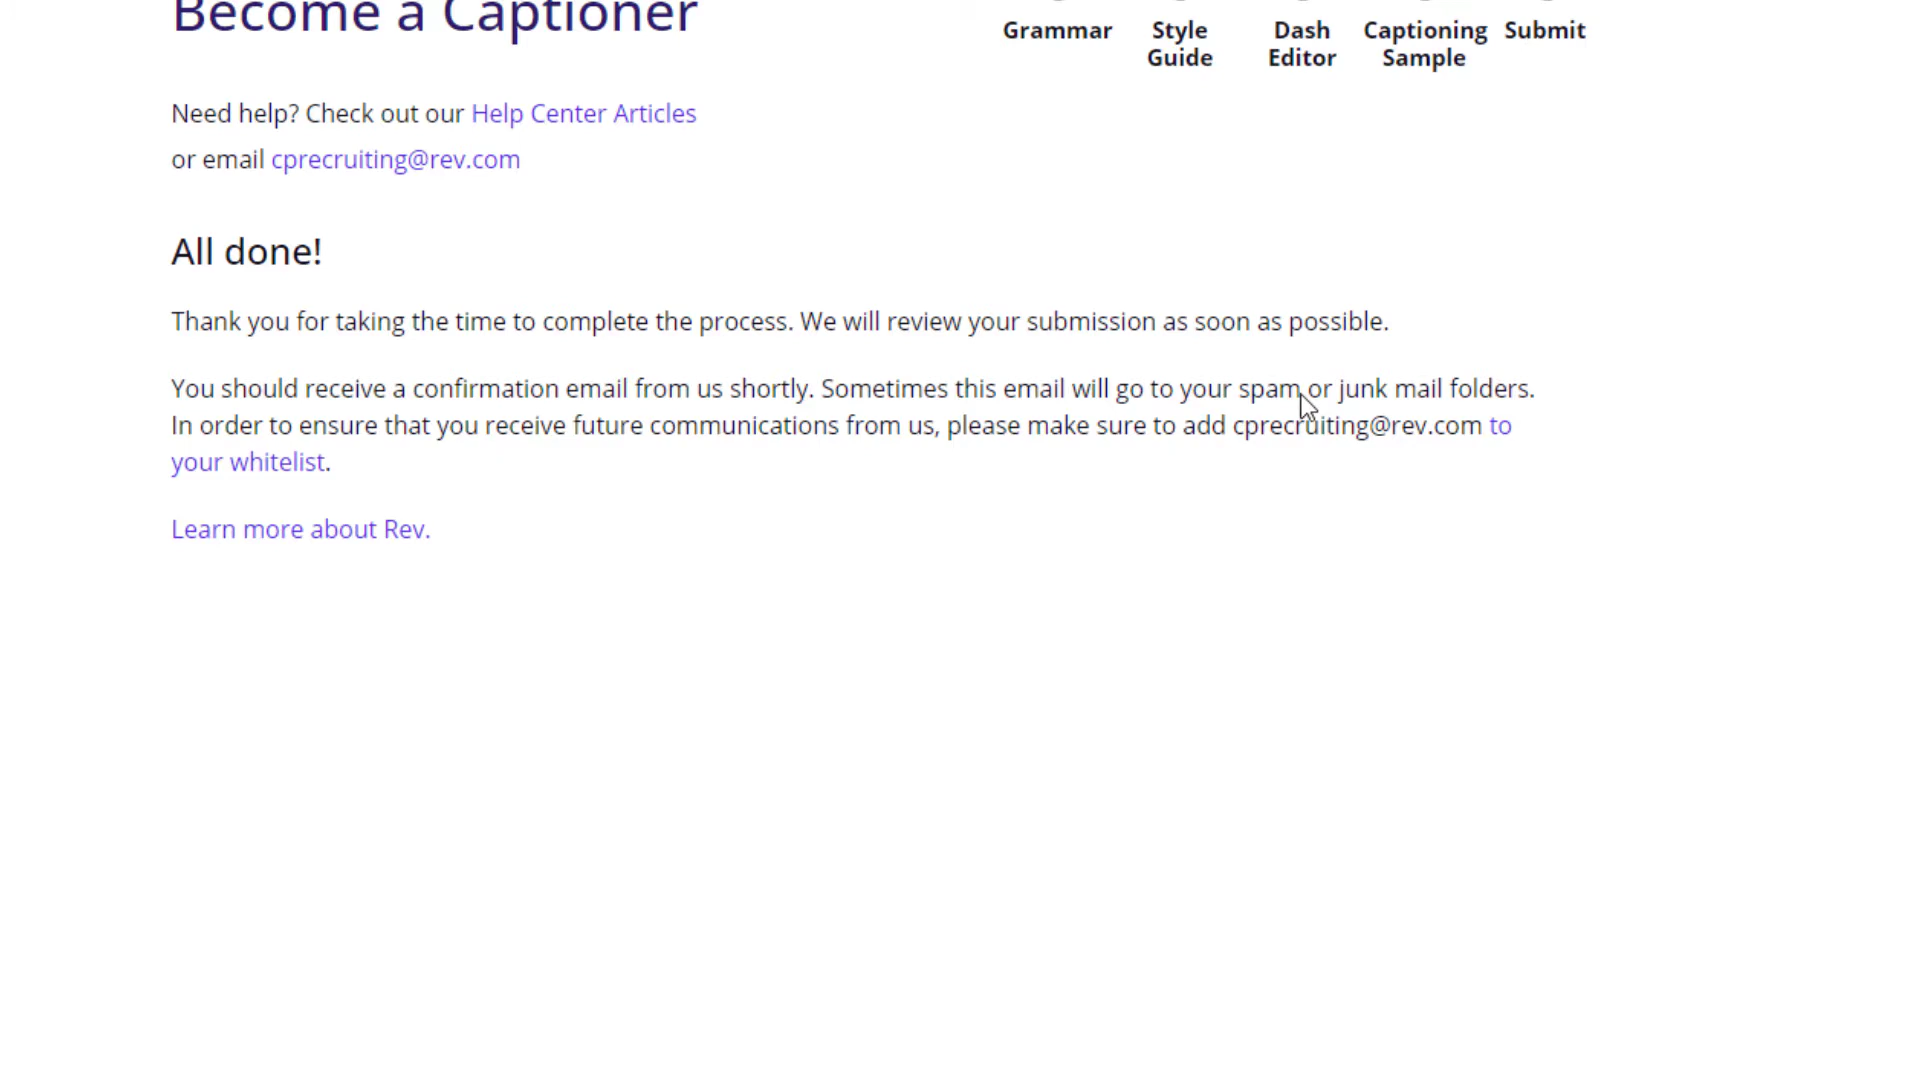 Become a Captioner
Grammar
Style
Guide
Dash
Editor
Captioning
Sample
Submit
Need help? Check out our Help Center Articles
or email cprecruiting@rev.com
All done!
Thank you for taking the time to complete the process. We will review your submission as soon as possible.
You should receive a confirmation email from us shortly. Sometimes this email will go to your spam or junk mail folders.
In order to ensure that you receive future communications from us, please make sure to add cprecruiting@rev.com to
your whitelist.
Learn more about Rev.